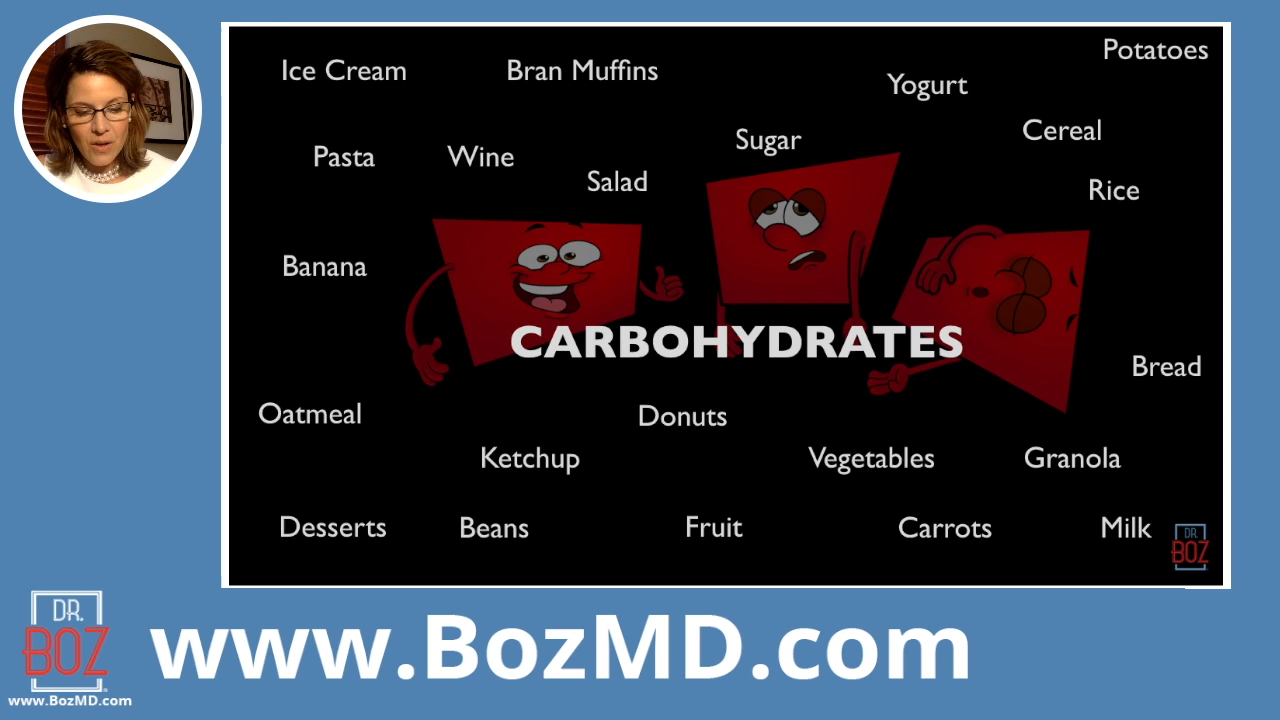 Potatoes
Ice Cream
Bran Muffins
Yogurt
Cereal
Sugar
Pasta
Wine
Salad
Rice
Banana
CARBOHYDRATES
Bread
Oatmeal
Donuts
Ketchup
Vegetables
Granola
Desserts
Beans
Fruit
Carrots
Milk
DR.
BOZ
DR.
BOZ
www.BozMD.com
www.BozMD.com